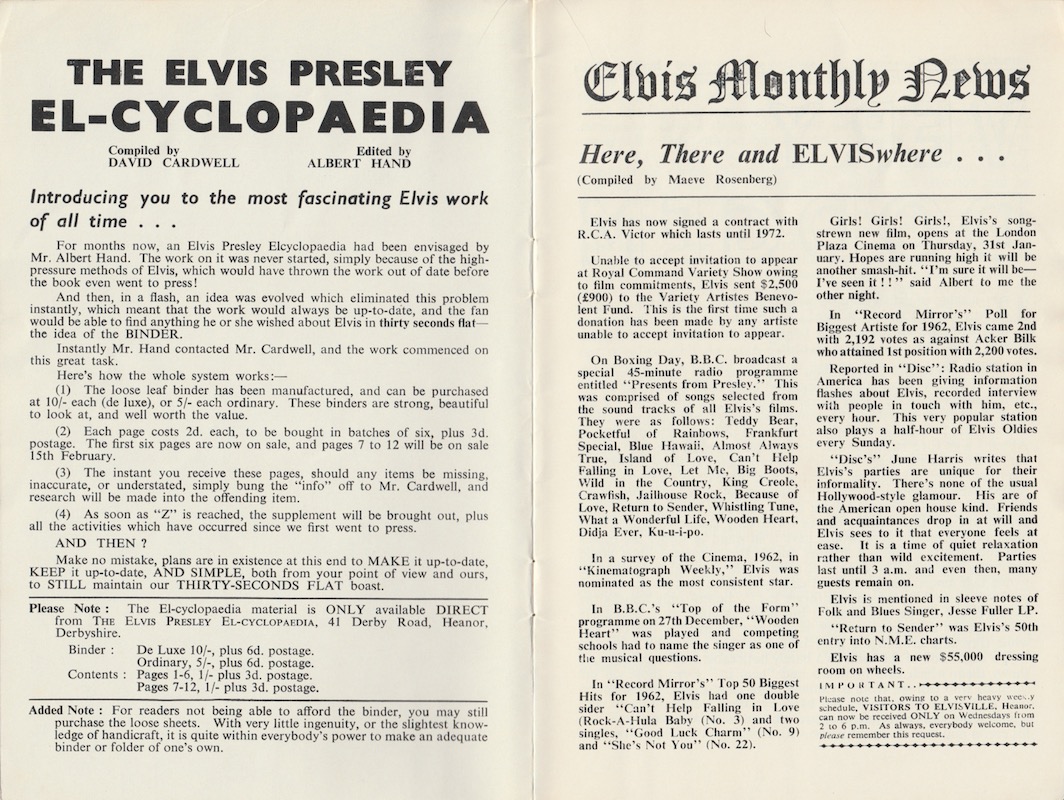 THE ELVIS PRESLEY
EL-CYCLOPAEDIA
Compiled by
DAVID CARDWELL
Edited by
ALBERT HAND
Introducing you to the most fascinating Elvis work
of all time . . .
For months now, an Elvis Presley Elcyclopaedia had been envisaged by
Mr. Albert Hand. The work on it was never started, simply because of the high-
pressure methods of Elvis, which would have thrown the work out of date before
the book even went to press!
And then, in a flash, an idea was evolved which eliminated this problem
instantly, which meant that the work would always be up-to-date, and the fan
would be able to find anything he or she wished about Elvis in thirty seconds flat—
the idea of the BINDER.
Instantly Mr. Hand contacted Mr. Cardwell, and the work commenced on
this great task.
Here's how the whole system works:—
(1) The loose leaf binder has been manufactured, and can be purchased
at 10/- each (de luxe), or 5/- each ordinary. These binders are strong, beautiful
to look at, and well worth the value.
(2) Each page costs 2d. each, to be bought in batches of six, plus 3d.
postage. The first six pages are now on sale, and pages 7 to 12 will be on sale
15th February.
(3) The instant you receive these pages, should any items be missing,
inaccurate, or understated, simply bung the "info" off to Mr. Cardwell, and
research will be made into the offending item.
(4) As soon as "Z" is reached, the supplement will be brought out, plus
all the activities which have occurred since we first went to press.
AND THEN ?
Make no mistake, plans are in existence at this end to MAKE it up-to-date,
KEEP it up-to-date, AND SIMPLE, both from your point of view and ours,
to STILL maintain our THIRTY-SECONDS FLAT boast.
Please Note : The El-cyclopaedia material is ONLY available DIRECT
from THE ELVIS PRESLEY EL-CYCLOPAEDIA, 41 Derby Road, Heanor,
Derbyshire.
Binder : De Luxe 10/-, plus 6d. postage.
Ordinary, 5/-, plus 6d. postage.
Contents : Pages 1-6, 1/- plus 3d. postage.
Pages 7-12, 1/- plus 3d. postage.
Added Note : For readers not being able to afford the binder, you may still
purchase the loose sheets. With very little ingenuity, or the slightest know-
ledge of handicraft, it is quite within everybody's power to make an adequate
binder or folder of one's own.
Elvis Monthly News
Here, There and ELVISwhere . . .
(Compiled by Maeve Rosenberg)
Elvis has now signed a contract with
R.C.A. Victor which lasts until 1972.
Unable to accept invitation to appear
at Royal Command Variety Show owing
to film commitments, Elvis sent $2,500
(£900) to the Variety Artistes Benevo-
lent Fund. This is the first time such a
donation has been made by any artiste
unable to accept invitation to appear.
On Boxing Day, B.B.C. broadcast a
special 45-minute radio programme
entitled "Presents from Presley." This
was comprised of songs selected from
the sound tracks of all Elvis's films.
They were as follows: Teddy Bear,
Pocketful of Rainbows, Frankfurt
Special, Blue Hawaii, Almost Always
True, Island of Love, Can't Help
Falling in Love, Let Me, Big Boots,
Wild in the Country, King Creole,
Crawfish, Jailhouse Rock, Because of
Love, Return to Sender, Whistling Tune,
What a Wonderful Life, Wooden Heart,
Didja Ever, Ku-u-i-po.
In a survey of the Cinema, 1962, in
"Kinematograph Weekly," Elvis was
nominated as the most consistent star.
In B.B.C.'s "Top of the Form"
programme on 27th December, "Wooden
Heart" was played and competing
schools had to name the singer as one of
the musical questions.
In "Record Mirror's" Top 50 Biggest
Hits for 1962, Elvis had one double
sider "Can't Help Falling in Love
(Rock-A-Hula Baby (No. 3) and two
singles, "Good Luck Charm" (No. 9)
and "She's Not You" (No. 22).
Girls! Girls! Girls!, Elvis's song-
strewn new film, opens at the London
Plaza Cinema on Thursday, 31st Jan-
uary. Hopes are running high it will be
another smash-hit. "I'm sure it will be—
I've seen it ! ! " said Albert to me the
other night.
In "Record Mirror's" Poll for
Biggest Artiste for 1962, Elvis came 2nd
with 2,192 votes as against Acker Bilk
who attained 1st position with 2,200 votes.
Reported in "Disc": Radio station in
America has been giving information
flashes about Elvis, recorded interview
with people in touch with him, etc.,
every hour. This very popular station
also plays a half-hour of Elvis Oldies
every Sunday.
"Disc's" June Harris writes that
Elvis's parties are unique for their
informality. There's none of the usual
Hollywood-style glamour. His are of
the American open house kind. Friends
and acquaintances drop in at will and
Elvis sees to it that everyone feels at
ease. It is a time of quiet relaxation
rather than wild excitement. Parties
last until 3 a.m. and even then, many
guests remain on.
Elvis is mentioned in sleeve notes of
Folk and Blues Singer, Jesse Fuller LP.
"Return to Sender" was Elvis's 50th
entry into N.M.E. charts.
Elvis has a new $55,000 dressing
room on wheels.
IMPORTANT . .
Please note that, owing to a very heavy weekly
schedule, VISITORS TO ELVISVILLE, Heanor,
can now be received ONLY on Wednesdays from
2 to 6 p.m. As always, everybody welcome, but
please remember this request.